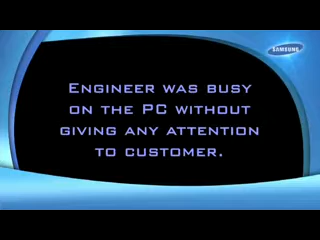 SAMSUNG
ENGINEER WAS BUSY
ON THE PC WITHOUT
GIVING ANY ATTENTION
TO CUSTOMER.